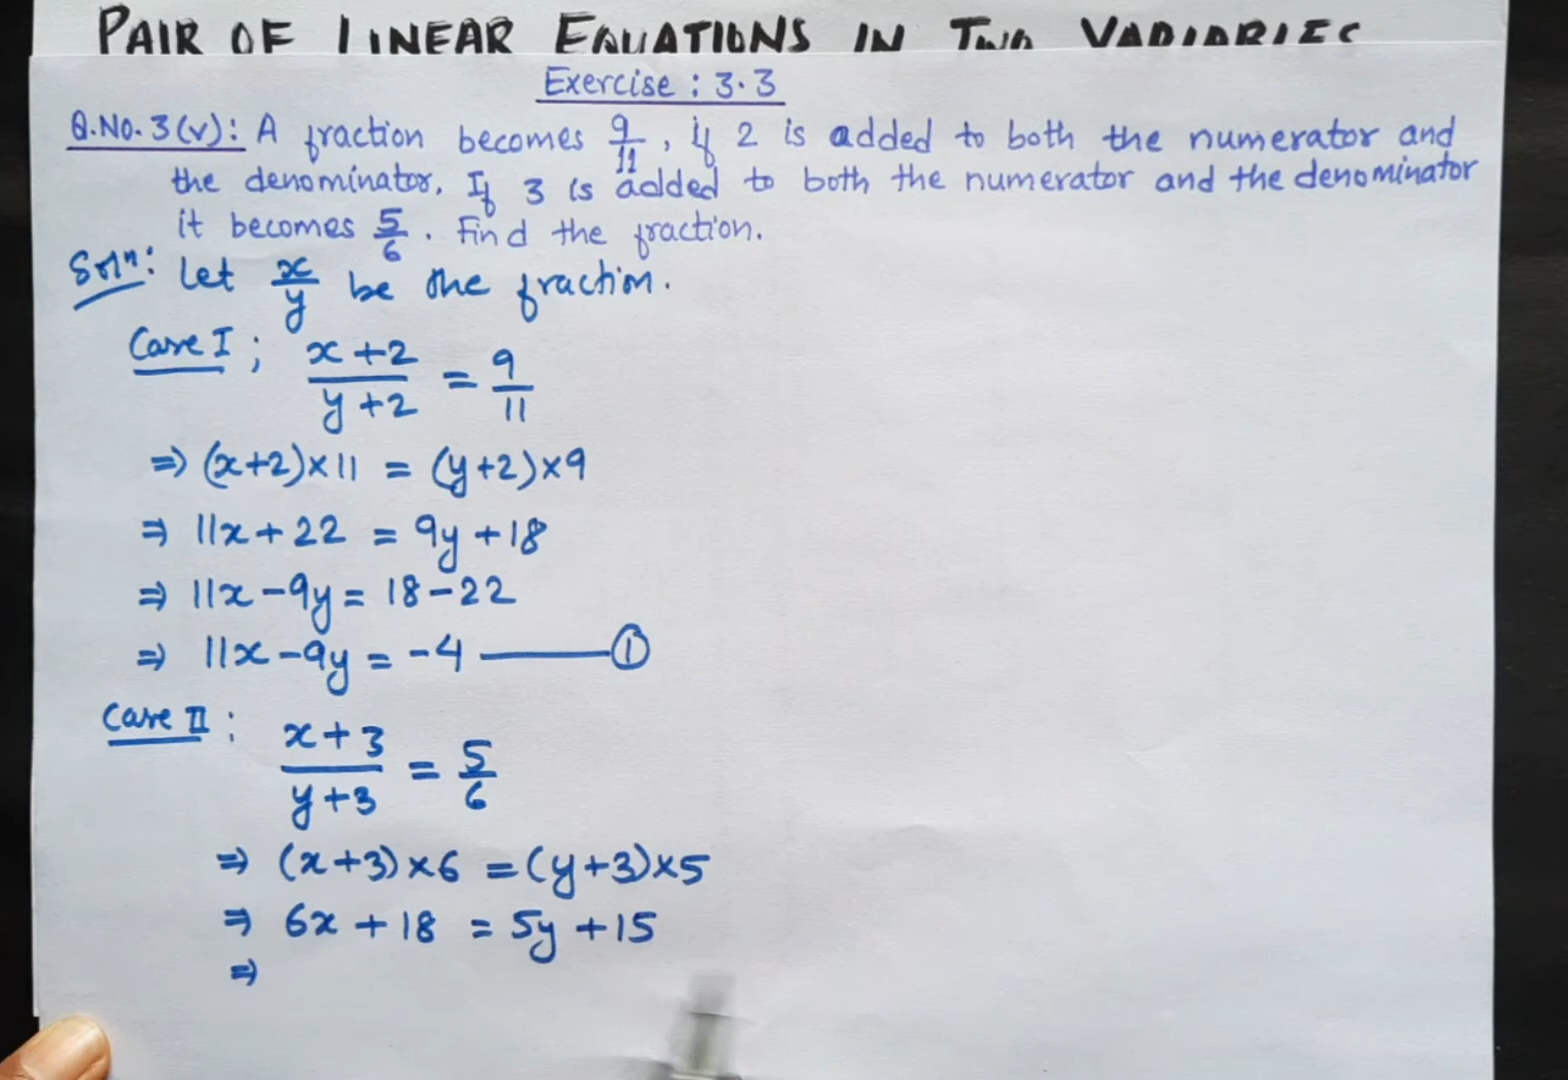 PAIR OF LINEAR EQUATIONS IN TWO VARIABLES
Exercise : 3.3
Q.No. 3(v): A fraction becomes 9/11, if 2 is added to both the numerator and
the denominator. If 3 is added to both the numerator and the denominator
it becomes 5/6. Find the fraction.
Solⁿ: Let x/y be the fraction.
Case I ; (x+2)/(y+2) = 9/11
⇒ (x+2)×11 = (y+2)×9
⇒ 11x+22 = 9y+18
⇒ 11x-9y = 18-22
⇒ 11x-9y = -4 ——— ①
Case II : (x+3)/(y+3) = 5/6
⇒ (x+3)×6 = (y+3)×5
⇒ 6x+18 = 5y+15
⇒